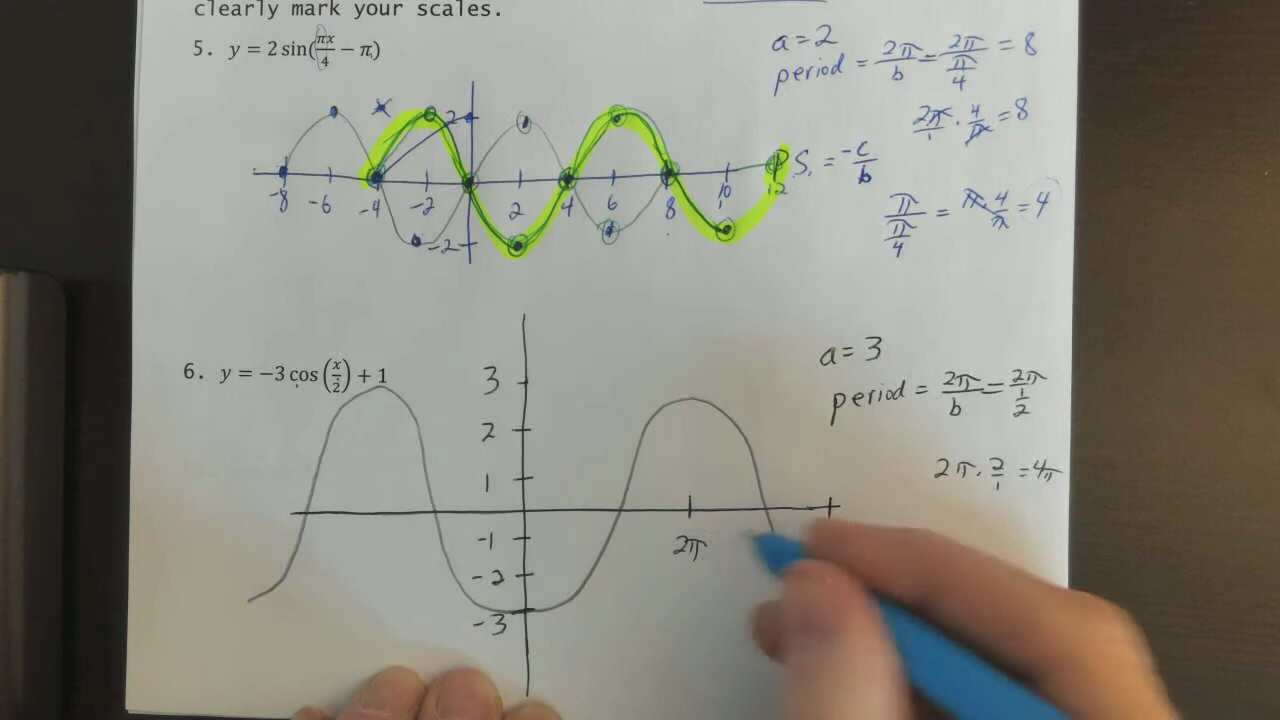 clearly mark your scales.
5. y = 2 sin(πx/4 − π)
a = 2
period = 2π/b = 2π/(π/4) = 8
2π/1 · 4/π = 8
P.S. = -c/b
π/(π/4) = π · 4/π = 4
2
-8 -6 -4 -2 2 4 6 8 10 12
-2
6. y = −3 cos(x/2) + 1
a = 3
period = 2π/b = 2π/(1/2)
2π · 2/1 = 4π
3
2
1
-1
2π
-2
-3